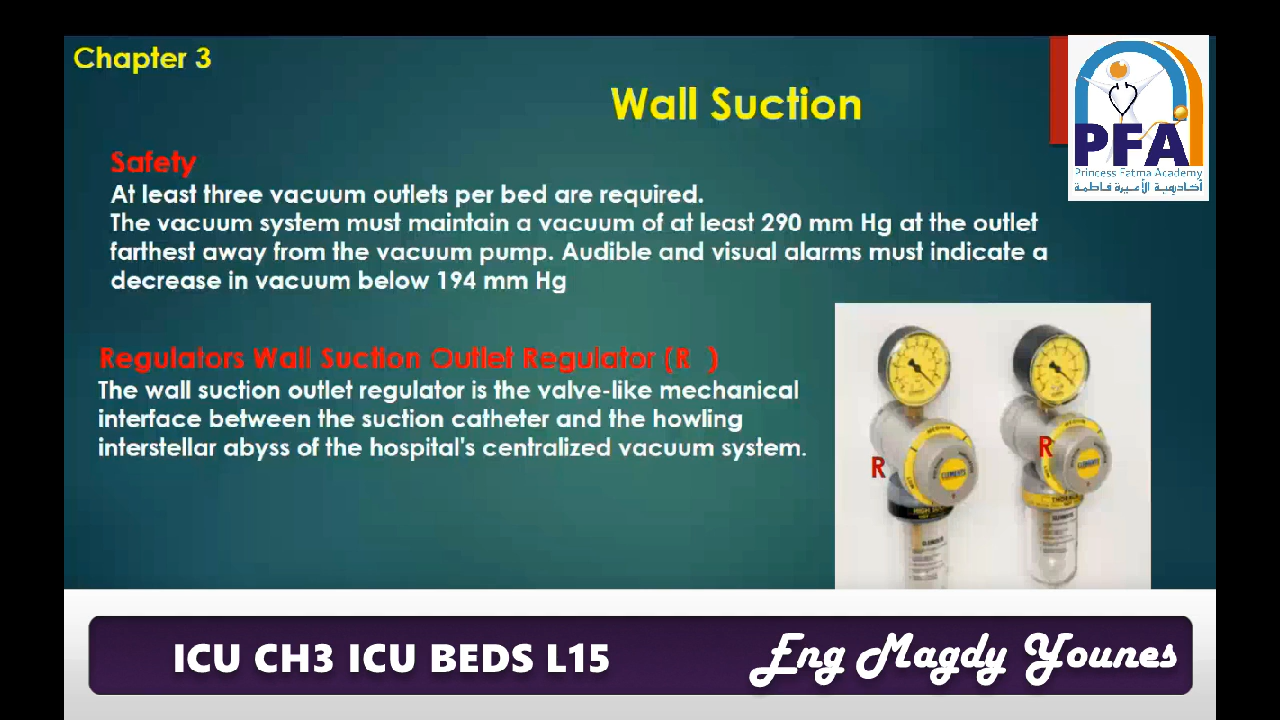 Chapter 3
Wall Suction
PFA
Princess Fatma Academy
أكاديمية الأميرة فاطمة
Safety
At least three vacuum outlets per bed are required.
The vacuum system must maintain a vacuum of at least 290 mm Hg at the outlet
farthest away from the vacuum pump. Audible and visual alarms must indicate a
decrease in vacuum below 194 mm Hg
Regulators Wall Suction Outlet Regulator (R )
The wall suction outlet regulator is the valve-like mechanical
interface between the suction catheter and the howling
interstellar abyss of the hospital's centralized vacuum system.
R
R
ICU CH3 ICU BEDS L15
Eng Magdy Younes